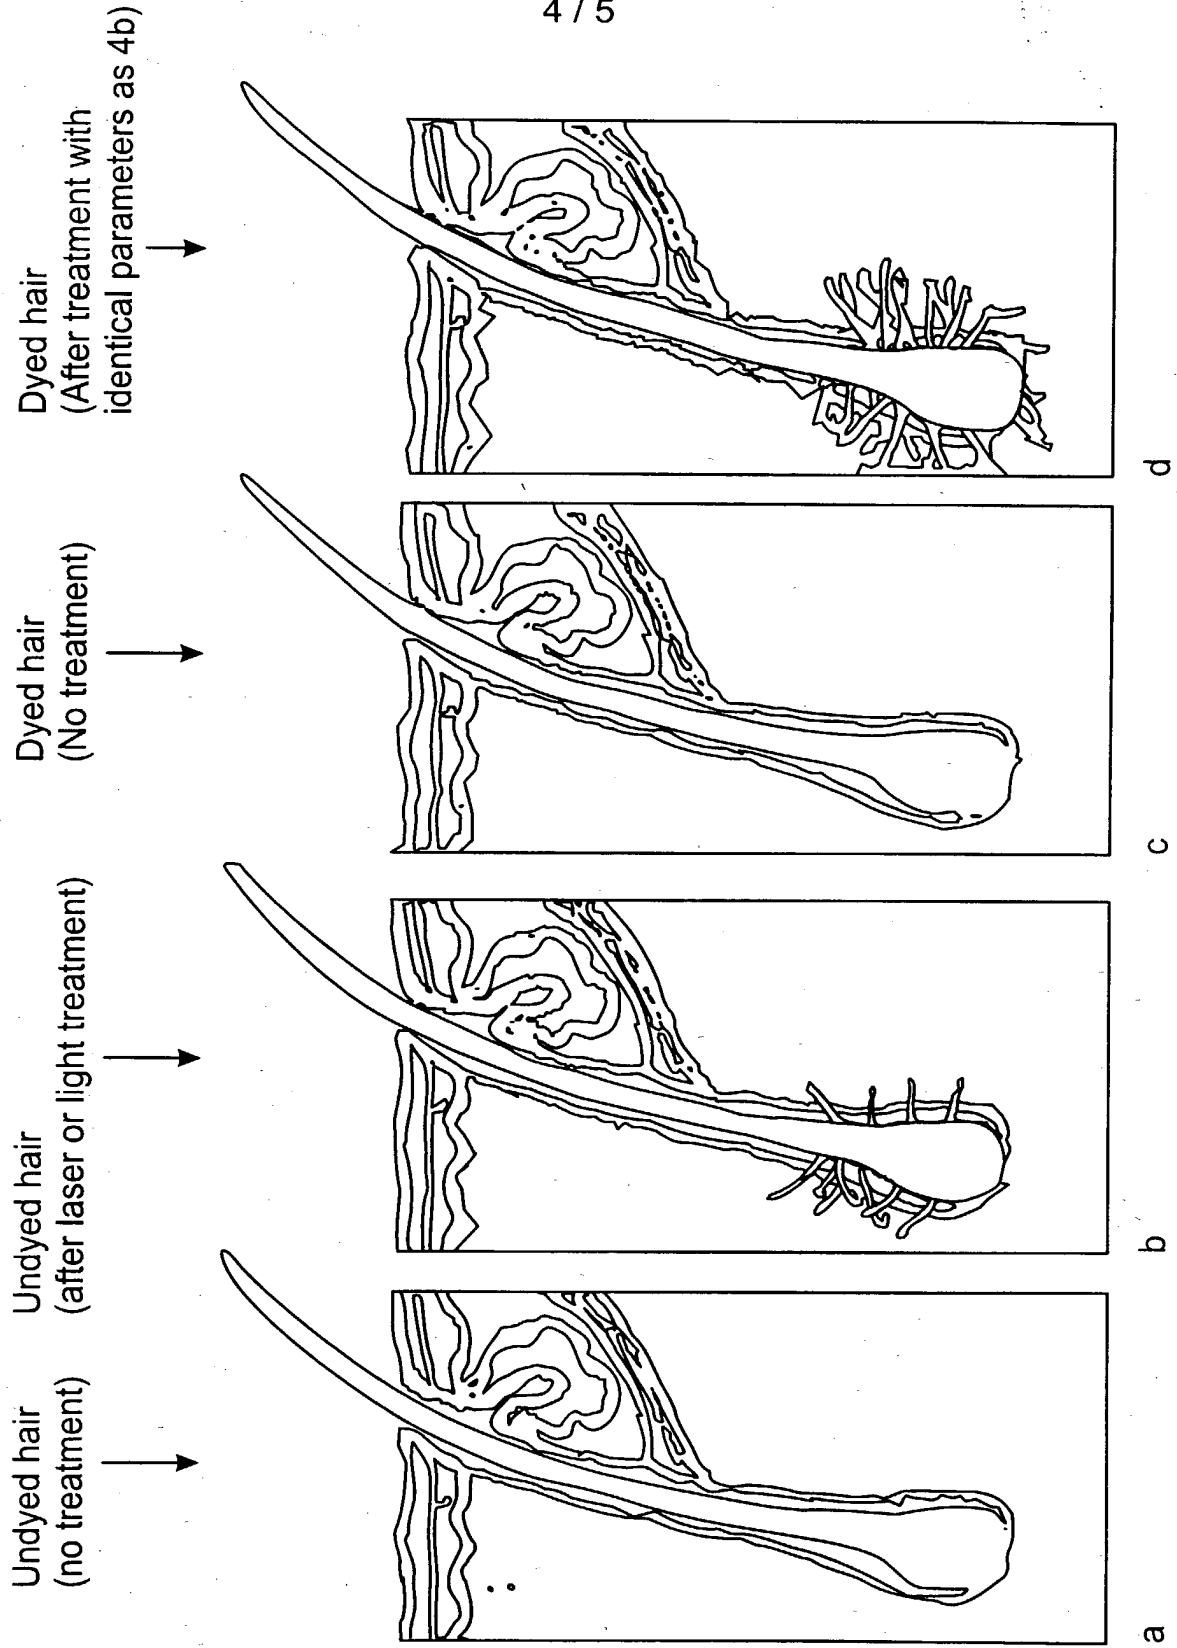 4 / 5
Undyed hair
(no treatment)
Undyed hair
(after laser or light treatment)
Dyed hair
(No treatment)
Dyed hair
(After treatment with
identical parameters as 4b)
a
b
c
d